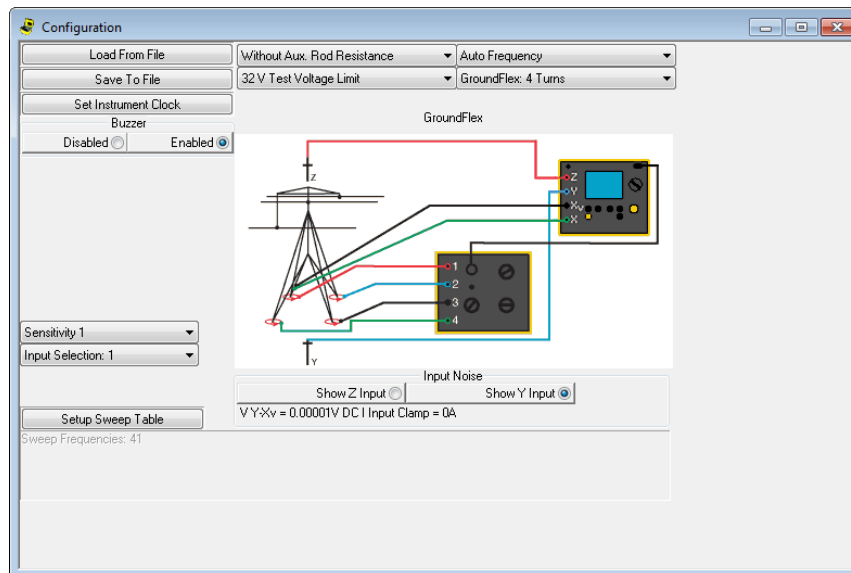 Configuration
Load From File
Without Aux. Rod Resistance
Auto Frequency
Save To File
32 V Test Voltage Limit
GroundFlex: 4 Turns
Set Instrument Clock
Buzzer
Disabled
Enabled
GroundFlex
Z
Z
Y
Xv
X
1
2
3
4
Y
Sensitivity 1
Input Selection: 1
Input Noise
Show Z Input
Show Y Input
V Y-Xv = 0.00001V DC I Input Clamp = 0A
Setup Sweep Table
Sweep Frequencies: 41